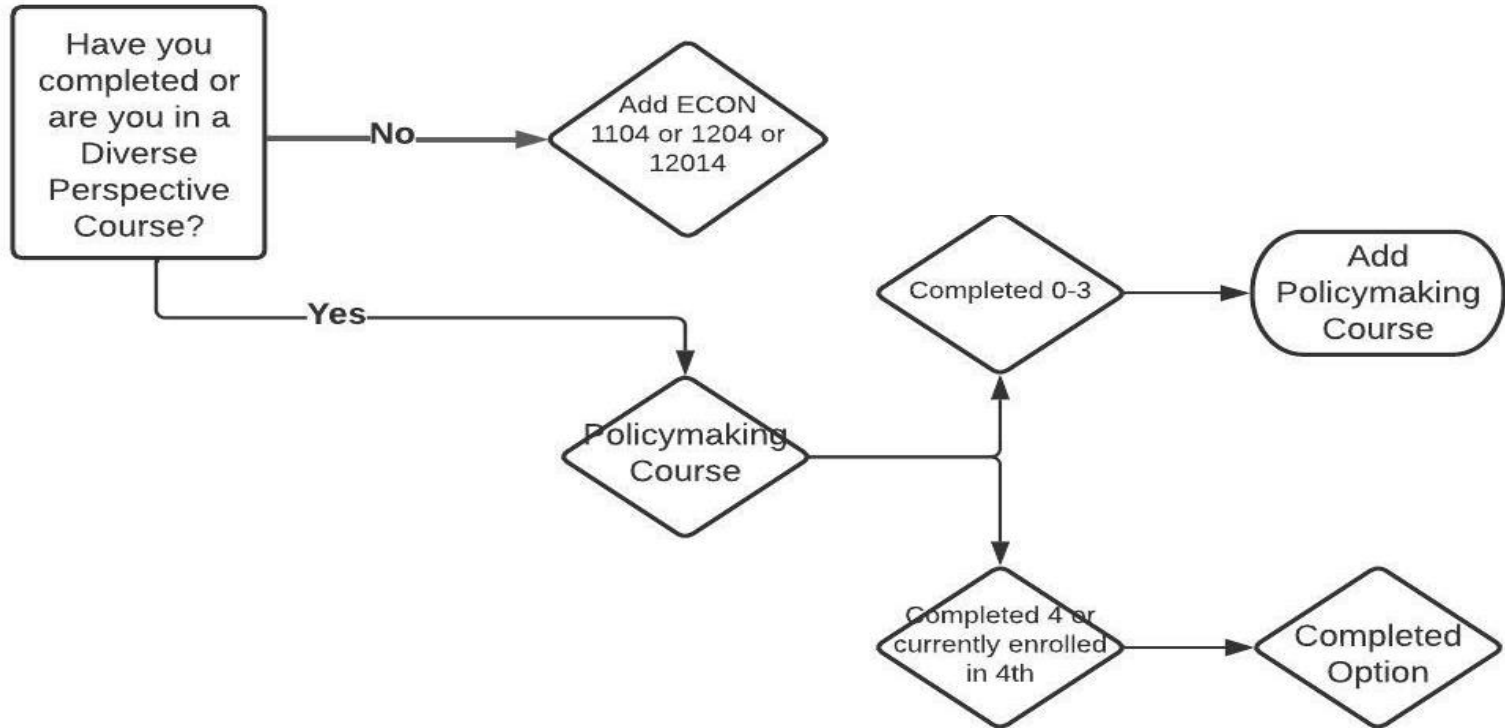 Have you
completed or
are you in a
Diverse
Perspective
Course?
No
Add ECON
1104 or 1204 or
12014
Yes
Policymaking
Course
Completed 0-3
Add
Policymaking
Course
Completed 4 or
currently enrolled
in 4th
Completed
Option